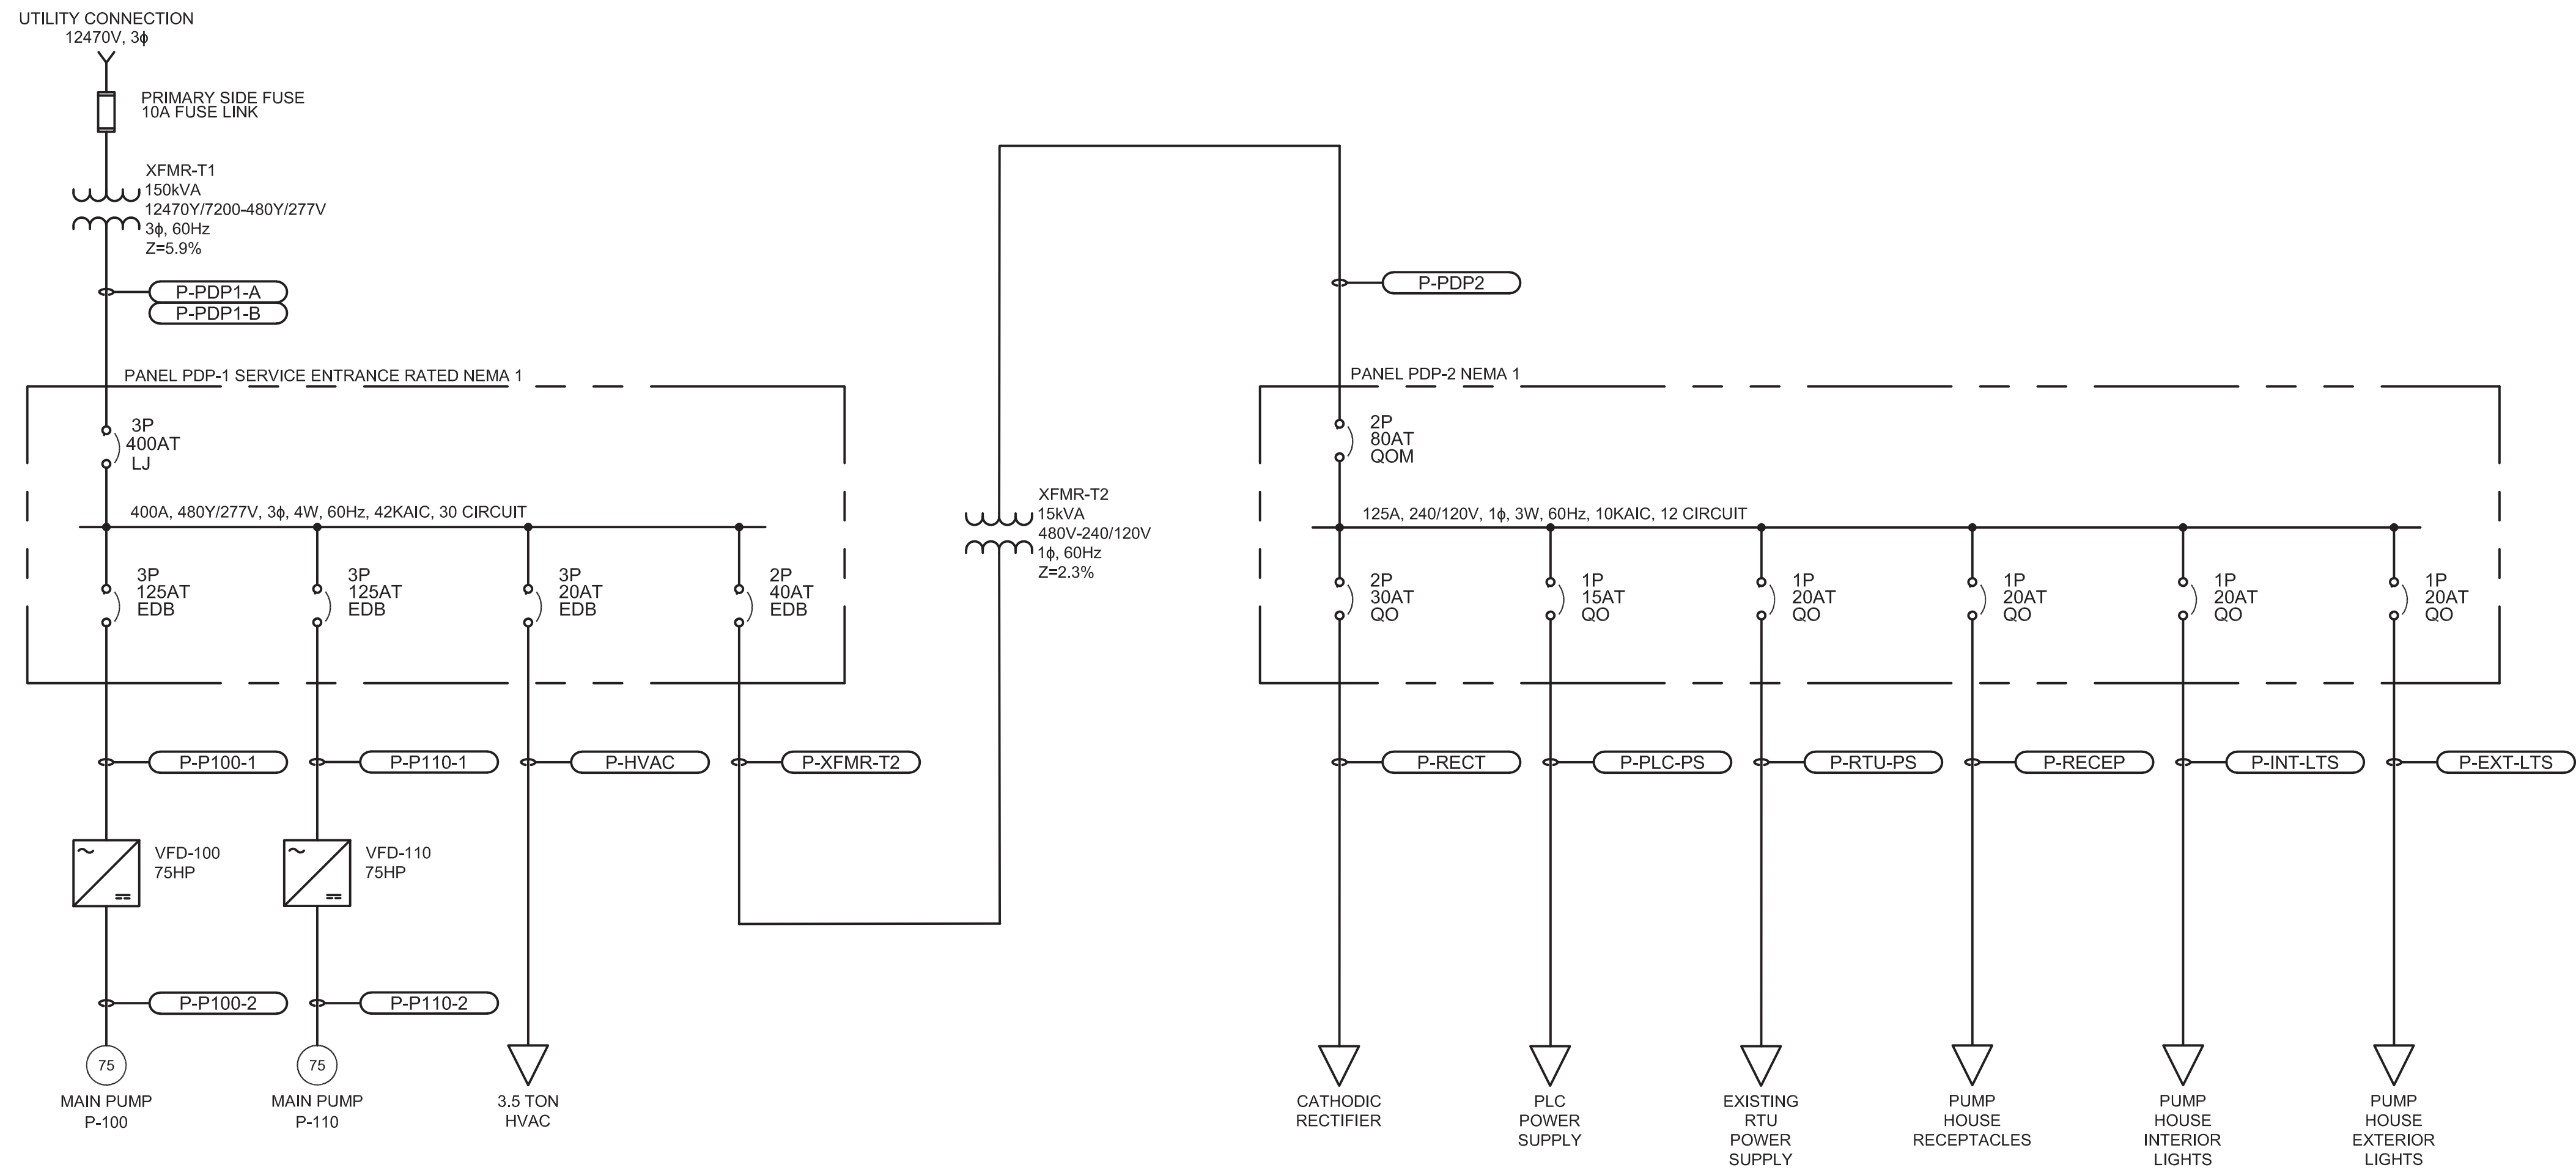 UTILITY CONNECTION
12470V, 3ϕ
PRIMARY SIDE FUSE
10A FUSE LINK
XFMR-T1
150kVA
12470Y/7200-480Y/277V
3ϕ, 60Hz
Z=5.9%
P-PDP1-A
P-PDP1-B
PANEL PDP-1 SERVICE ENTRANCE RATED NEMA 1
3P
400AT
LJ
400A, 480Y/277V, 3ϕ, 4W, 60Hz, 42KAIC, 30 CIRCUIT
3P
125AT
EDB
3P
125AT
EDB
3P
20AT
EDB
2P
40AT
EDB
P-P100-1
P-P110-1
P-HVAC
P-XFMR-T2
VFD-100
75HP
VFD-110
75HP
P-P100-2
P-P110-2
75
75
MAIN PUMP
P-100
MAIN PUMP
P-110
3.5 TON
HVAC
XFMR-T2
15kVA
480V-240/120V
1ϕ, 60Hz
Z=2.3%
P-PDP2
PANEL PDP-2 NEMA 1
2P
80AT
QOM
125A, 240/120V, 1ϕ, 3W, 60Hz, 10KAIC, 12 CIRCUIT
2P
30AT
QO
1P
15AT
QO
1P
20AT
QO
1P
20AT
QO
1P
20AT
QO
1P
20AT
QO
P-RECT
P-PLC-PS
P-RTU-PS
P-RECEP
P-INT-LTS
P-EXT-LTS
CATHODIC
RECTIFIER
PLC
POWER
SUPPLY
EXISTING
RTU
POWER
SUPPLY
PUMP
HOUSE
RECEPTACLES
PUMP
HOUSE
INTERIOR
LIGHTS
PUMP
HOUSE
EXTERIOR
LIGHTS